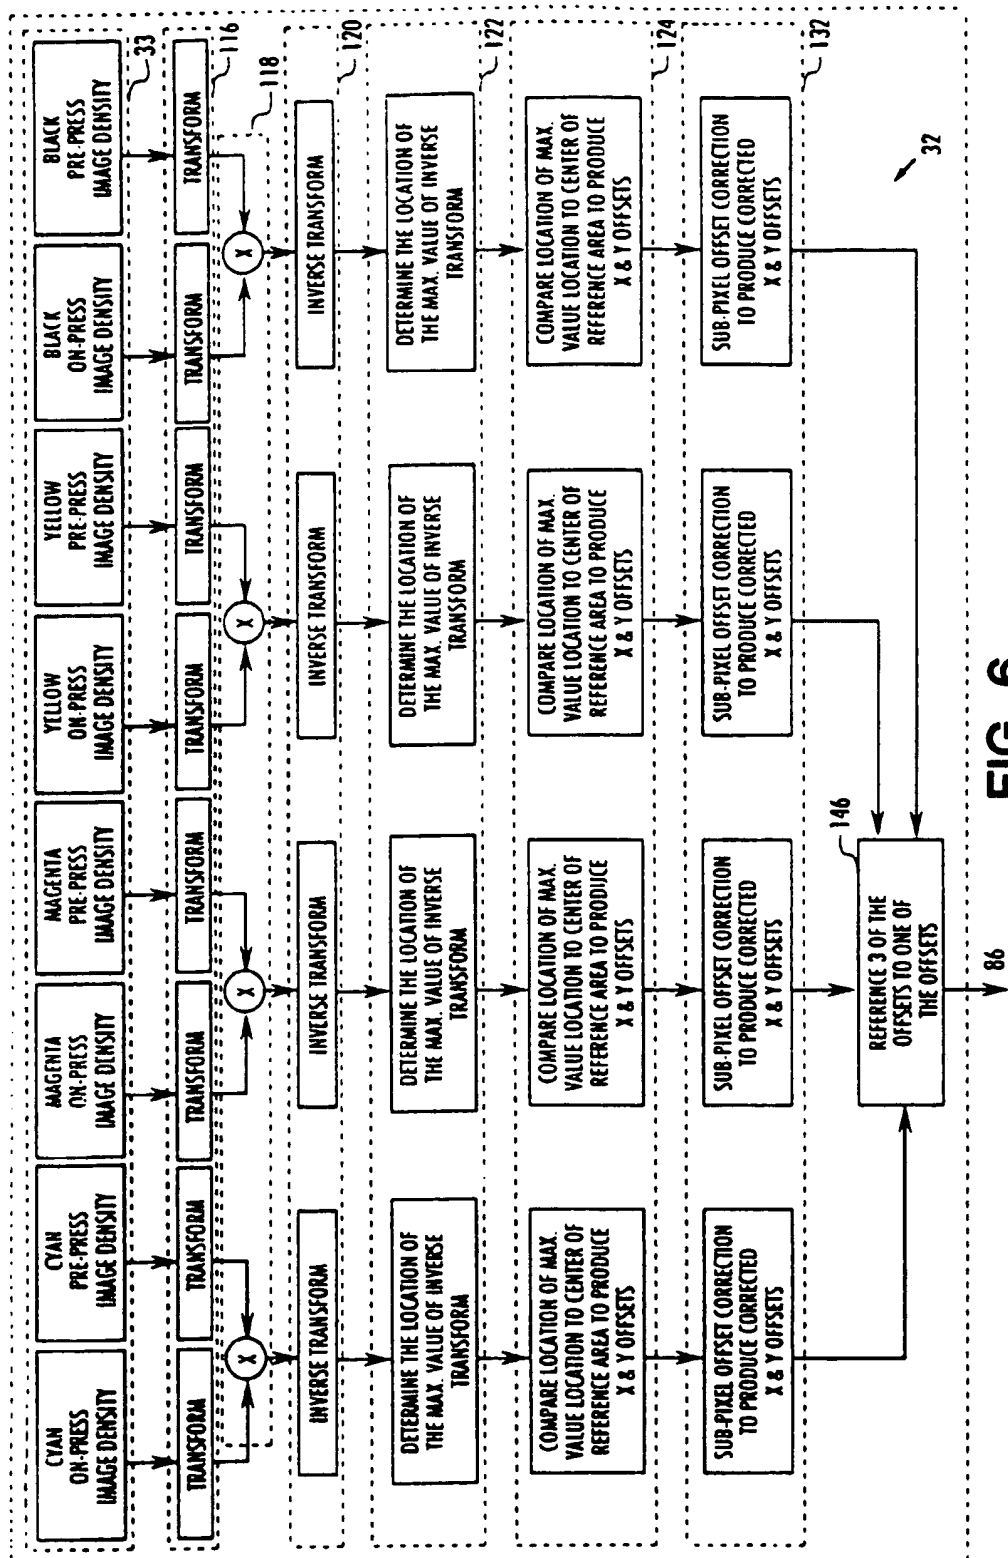 CYAN
ON-PRESS
IMAGE DENSITY
CYAN
PRE-PRESS
IMAGE DENSITY
MAGENTA
ON-PRESS
IMAGE DENSITY
MAGENTA
PRE-PRESS
IMAGE DENSITY
YELLOW
ON-PRESS
IMAGE DENSITY
YELLOW
PRE-PRESS
IMAGE DENSITY
BLACK
ON-PRESS
IMAGE DENSITY
BLACK
PRE-PRESS
IMAGE DENSITY
33
TRANSFORM
TRANSFORM
TRANSFORM
TRANSFORM
TRANSFORM
TRANSFORM
TRANSFORM
TRANSFORM
116
X
X
X
X
118
INVERSE TRANSFORM
INVERSE TRANSFORM
INVERSE TRANSFORM
INVERSE TRANSFORM
120
DETERMINE THE LOCATION OF
THE MAX. VALUE OF INVERSE
TRANSFORM
DETERMINE THE LOCATION OF
THE MAX. VALUE OF INVERSE
TRANSFORM
DETERMINE THE LOCATION OF
THE MAX. VALUE OF INVERSE
TRANSFORM
DETERMINE THE LOCATION OF
THE MAX. VALUE OF INVERSE
TRANSFORM
122
COMPARE LOCATION OF MAX.
VALUE LOCATION TO CENTER OF
REFERENCE AREA TO PRODUCE
X & Y OFFSETS
COMPARE LOCATION OF MAX.
VALUE LOCATION TO CENTER OF
REFERENCE AREA TO PRODUCE
X & Y OFFSETS
COMPARE LOCATION OF MAX.
VALUE LOCATION TO CENTER OF
REFERENCE AREA TO PRODUCE
X & Y OFFSETS
COMPARE LOCATION OF MAX.
VALUE LOCATION TO CENTER OF
REFERENCE AREA TO PRODUCE
X & Y OFFSETS
124
SUB-PIXEL OFFSET CORRECTION
TO PRODUCE CORRECTED
X & Y OFFSETS
SUB-PIXEL OFFSET CORRECTION
TO PRODUCE CORRECTED
X & Y OFFSETS
SUB-PIXEL OFFSET CORRECTION
TO PRODUCE CORRECTED
X & Y OFFSETS
SUB-PIXEL OFFSET CORRECTION
TO PRODUCE CORRECTED
X & Y OFFSETS
132
146
REFERENCE 3 OF THE
OFFSETS TO ONE OF
THE OFFSETS
32
86
FIG. 6